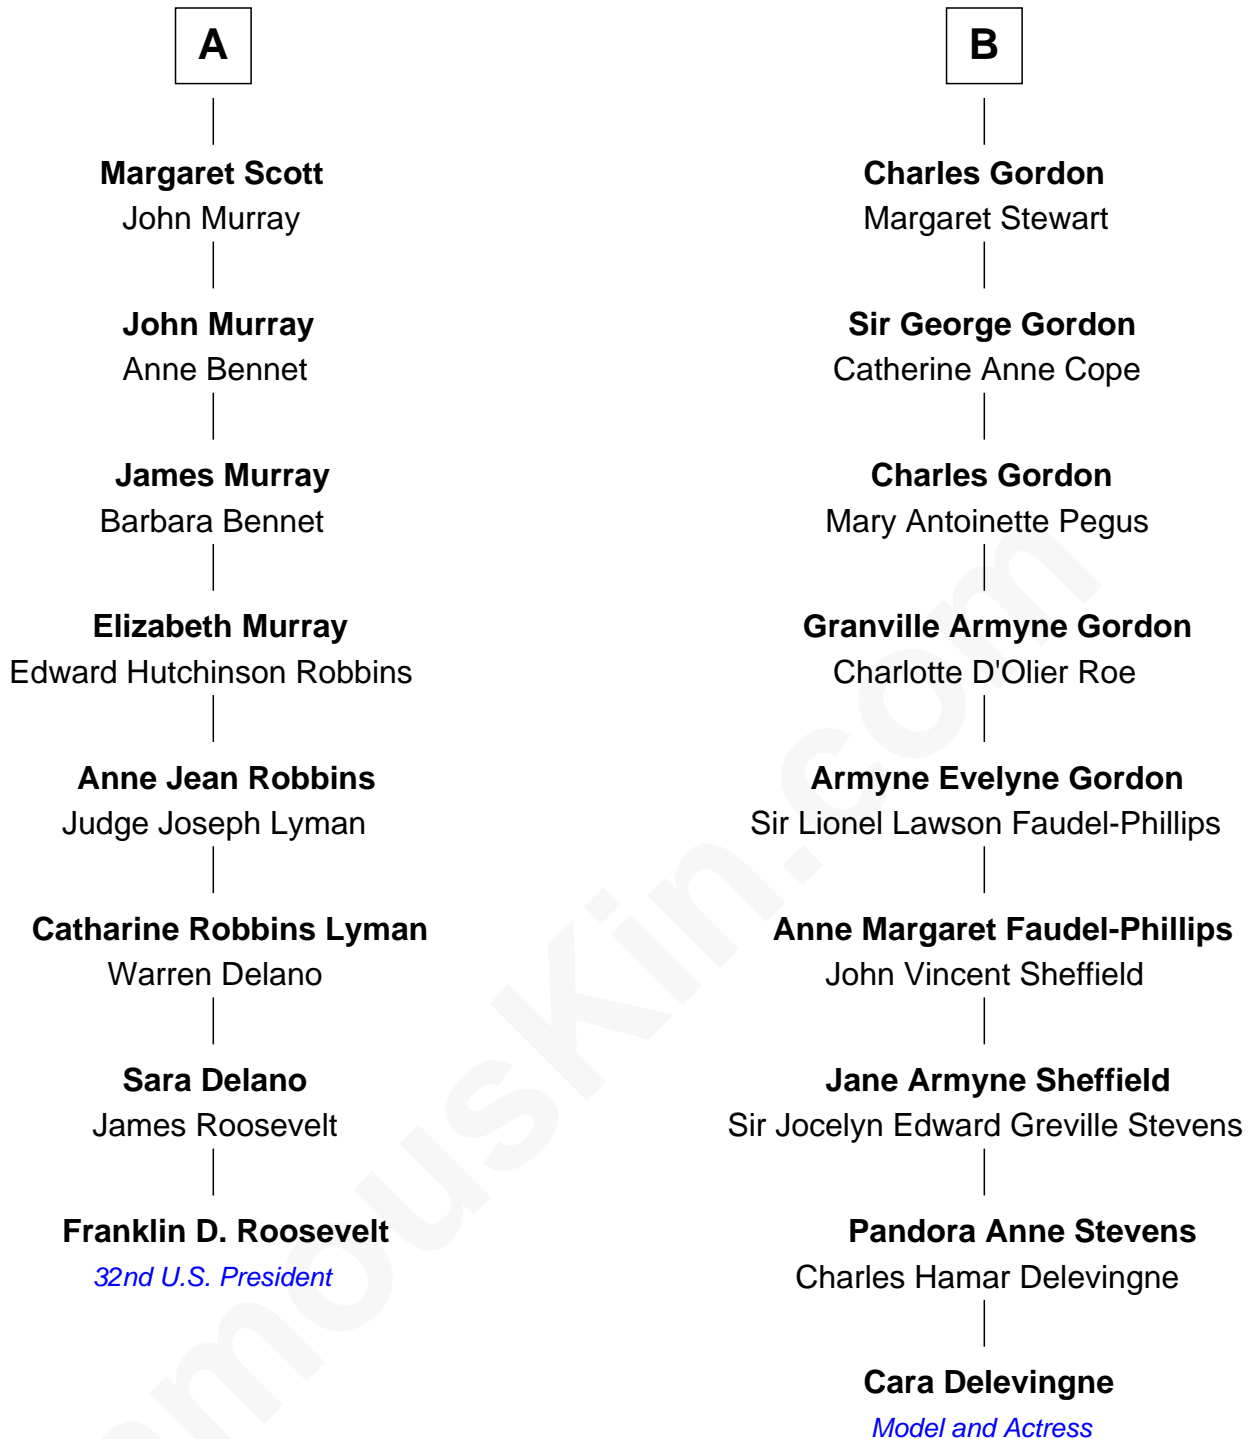 A
Margaret Scott
John Murray
John Murray
Anne Bennet
James Murray
Barbara Bennet
Elizabeth Murray
Edward Hutchinson Robbins
Anne Jean Robbins
Judge Joseph Lyman
Catharine Robbins Lyman
Warren Delano
Sara Delano
James Roosevelt
Franklin D. Roosevelt
32nd U.S. President
B
Charles Gordon
Margaret Stewart
Sir George Gordon
Catherine Anne Cope
Charles Gordon
Mary Antoinette Pegus
Granville Armyne Gordon
Charlotte D'Olier Roe
Armyne Evelyne Gordon
Sir Lionel Lawson Faudel-Phillips
Anne Margaret Faudel-Phillips
John Vincent Sheffield
Jane Armyne Sheffield
Sir Jocelyn Edward Greville Stevens
Pandora Anne Stevens
Charles Hamar Delevingne
Cara Delevingne
Model and Actress
amousKin.com